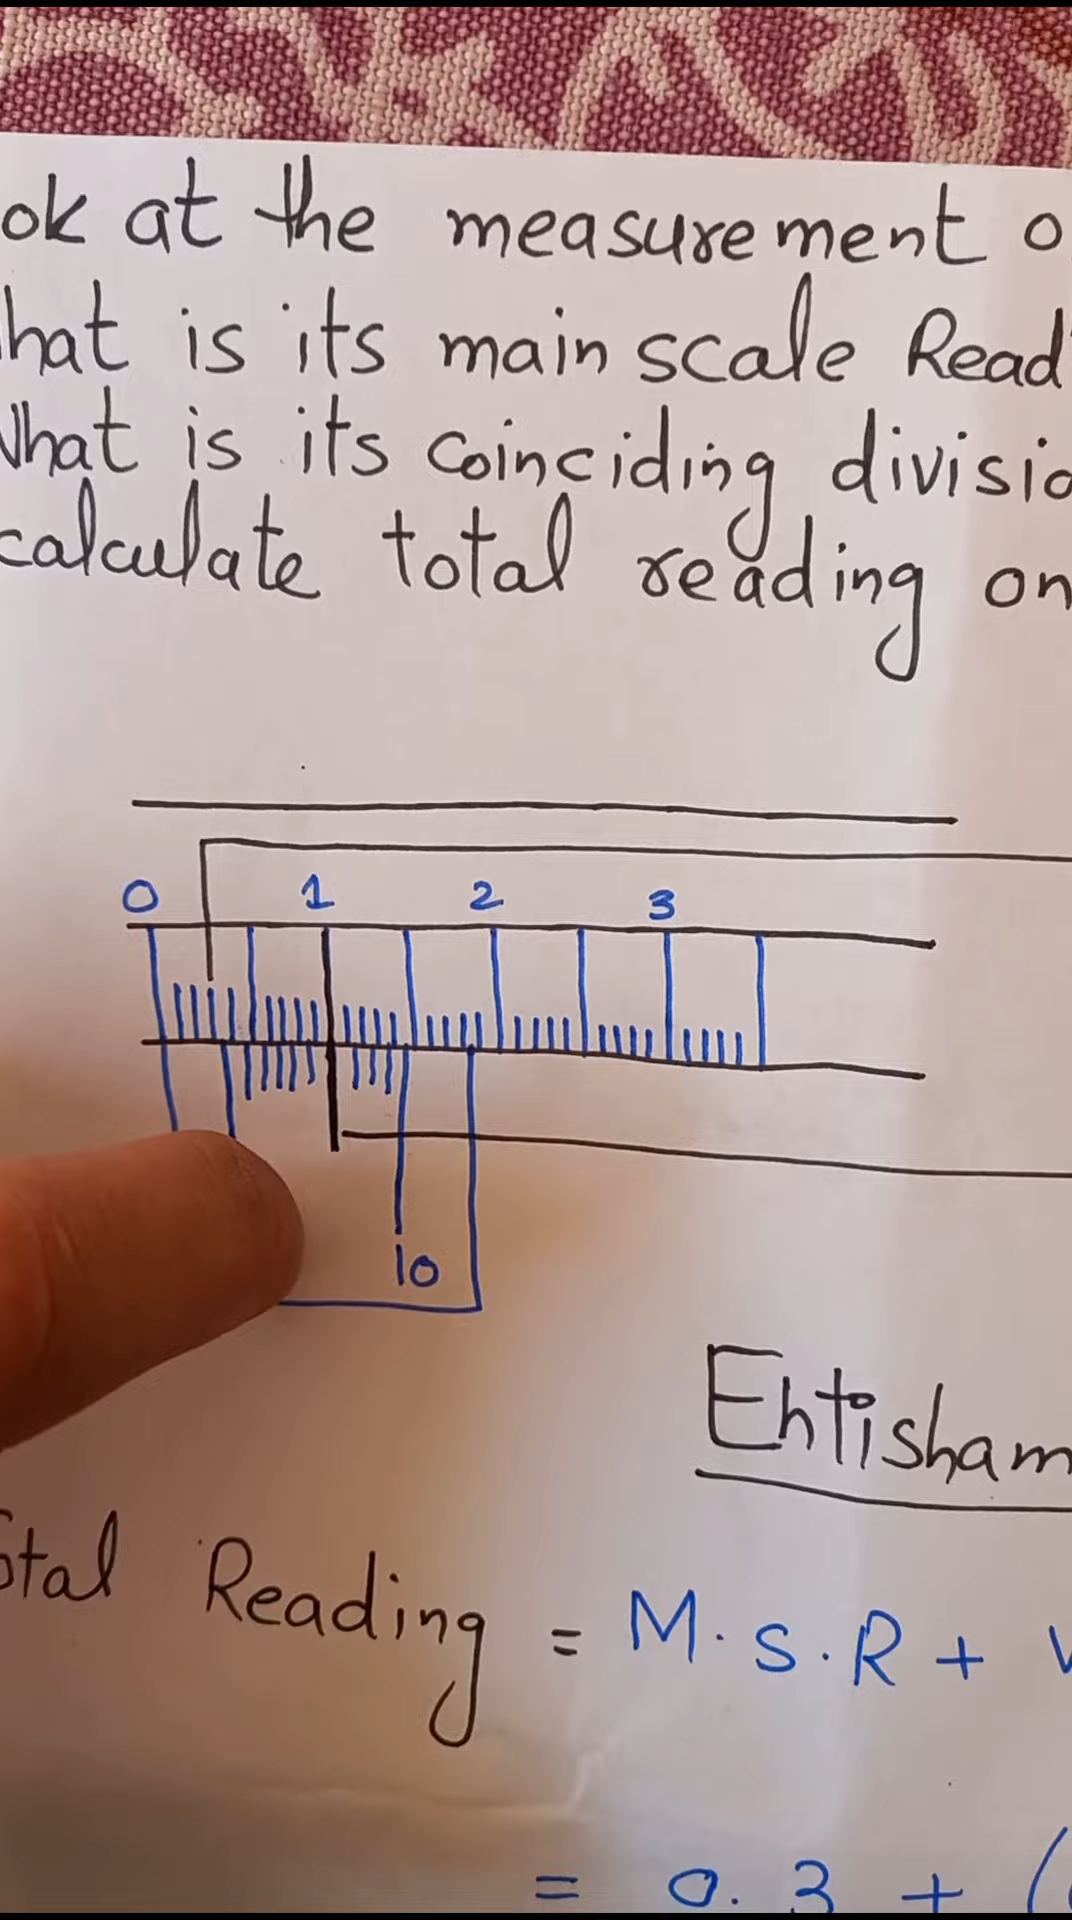 ok at the measurement o
hat is its main scale Read
What is its coinciding divisio
calculate total reading on
0 1 2 3
10
Ehtisham
otal Reading = M.S.R + V
= 0.3 + (